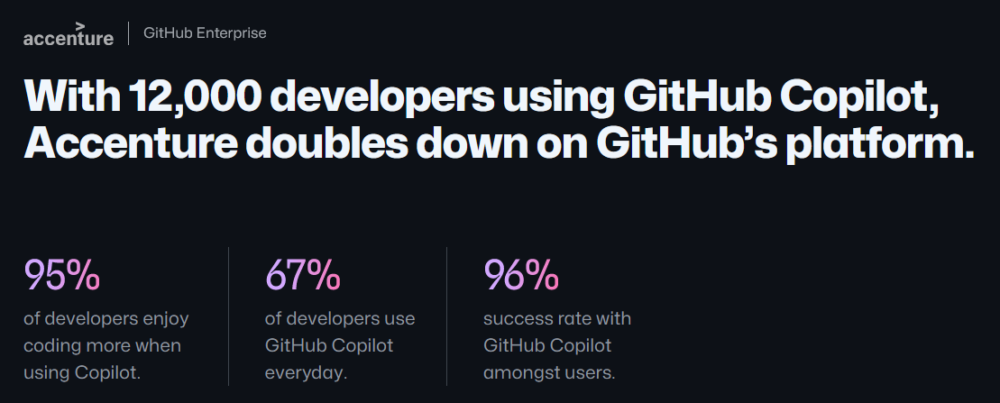 accenture
GitHub Enterprise
With 12,000 developers using GitHub Copilot,
Accenture doubles down on GitHub’s platform.
95%
of developers enjoy
coding more when
using Copilot.
67%
of developers use
GitHub Copilot
everyday.
96%
success rate with
GitHub Copilot
amongst users.